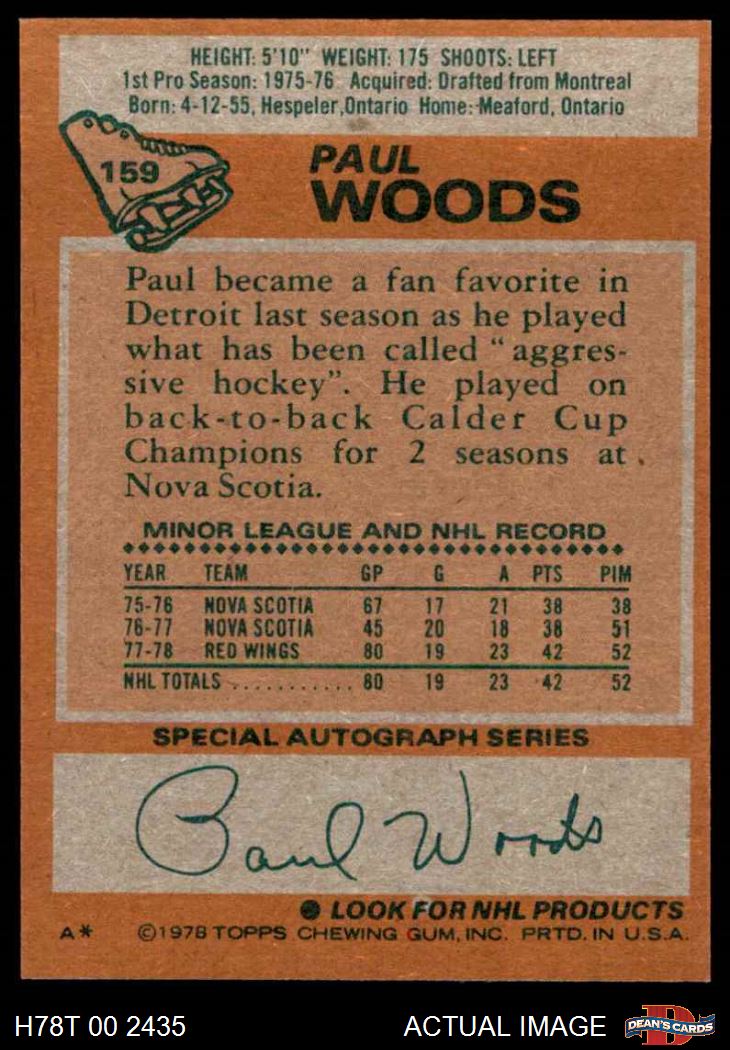 HEIGHT: 5'10" WEIGHT: 175 SHOOTS: LEFT
1st Pro Season: 1975-76 Acquired: Drafted from Montreal
Born: 4-12-55, Hespeler, Ontario Home: Meaford, Ontario
159
PAUL
WOODS
Paul became a fan favorite in
Detroit last season as he played
what has been called "aggres-
sive hockey". He played on
back-to-back Calder Cup
Champions for 2 seasons at
Nova Scotia.
MINOR LEAGUE AND NHL RECORD
YEAR TEAM GP G A PTS PIM
75-76 NOVA SCOTIA 67 17 21 38 38
76-77 NOVA SCOTIA 45 20 18 38 51
77-78 RED WINGS 80 19 23 42 52
NHL TOTALS ........... 80 19 23 42 52
SPECIAL AUTOGRAPH SERIES
Paul Woods
● LOOK FOR NHL PRODUCTS
A* ©1978 TOPPS CHEWING GUM, INC. PRTD. IN U.S.A.
H78T 00 2435 ACTUAL IMAGE D DEAN'S CARDS